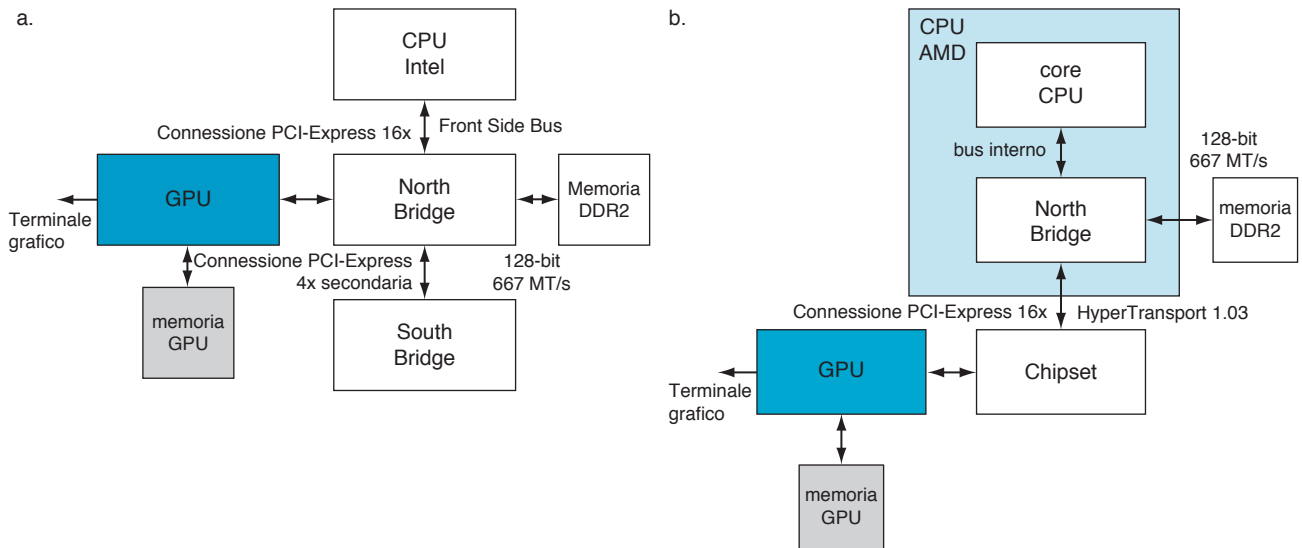 a.
CPU
Intel
Connessione PCI-Express 16x
Front Side Bus
GPU
North
Bridge
Memoria
DDR2
Terminale
grafico
Connessione PCI-Express
4x secondaria
128-bit
667 MT/s
memoria
GPU
South
Bridge
b.
CPU
AMD
core
CPU
bus interno
128-bit
667 MT/s
North
Bridge
memoria
DDR2
Connessione PCI-Express 16x
HyperTransport 1.03
GPU
Chipset
Terminale
grafico
memoria
GPU